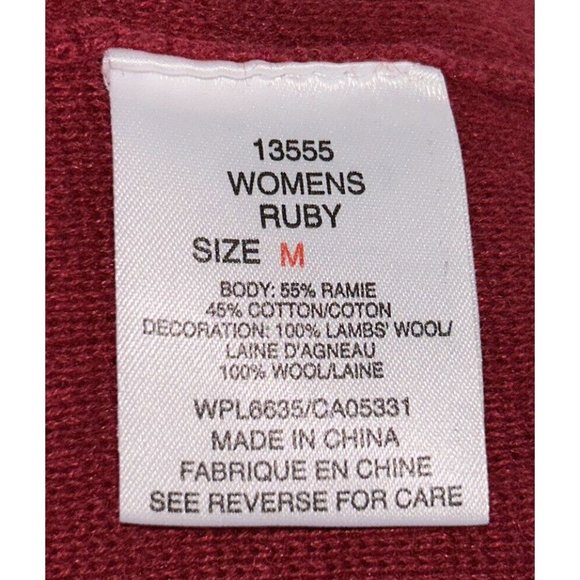 13555
WOMENS
RUBY
SIZE M
BODY: 55% RAMIE
45% COTTON/COTON
DECORATION: 100% LAMBS' WOOL/
LAINE D'AGNEAU
100% WOOL/LAINE
WPL6635/CA05331
MADE IN CHINA
FABRIQUE EN CHINE
SEE REVERSE FOR CARE